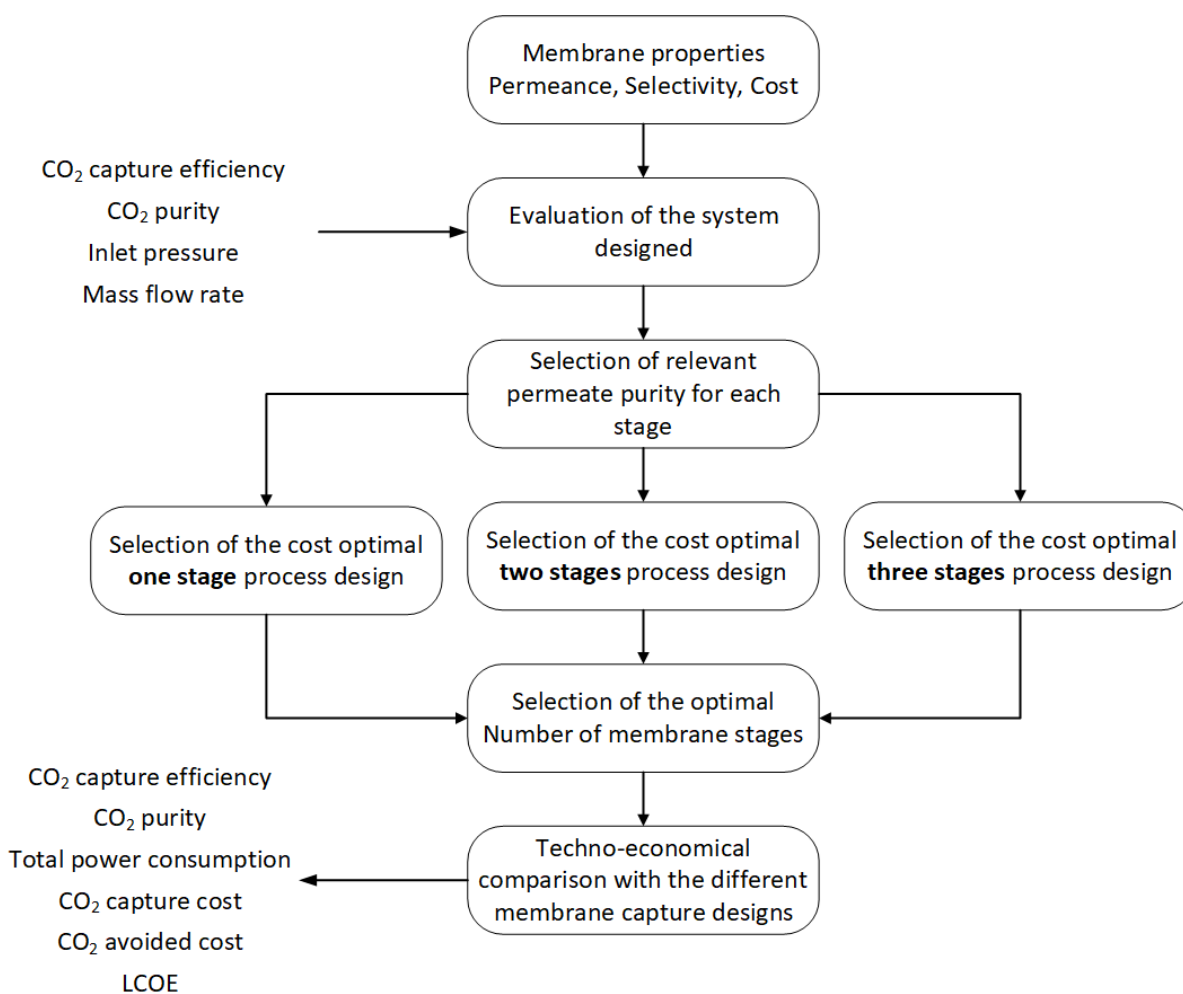 Membrane properties
Permeance, Selectivity, Cost
CO₂ capture efficiency
CO₂ purity
Inlet pressure
Mass flow rate
Evaluation of the system
designed
Selection of relevant
permeate purity for each
stage
Selection of the cost optimal
one stage process design
Selection of the cost optimal
two stages process design
Selection of the cost optimal
three stages process design
Selection of the optimal
Number of membrane stages
CO₂ capture efficiency
CO₂ purity
Total power consumption
CO₂ capture cost
CO₂ avoided cost
LCOE
Techno-economical
comparison with the different
membrane capture designs